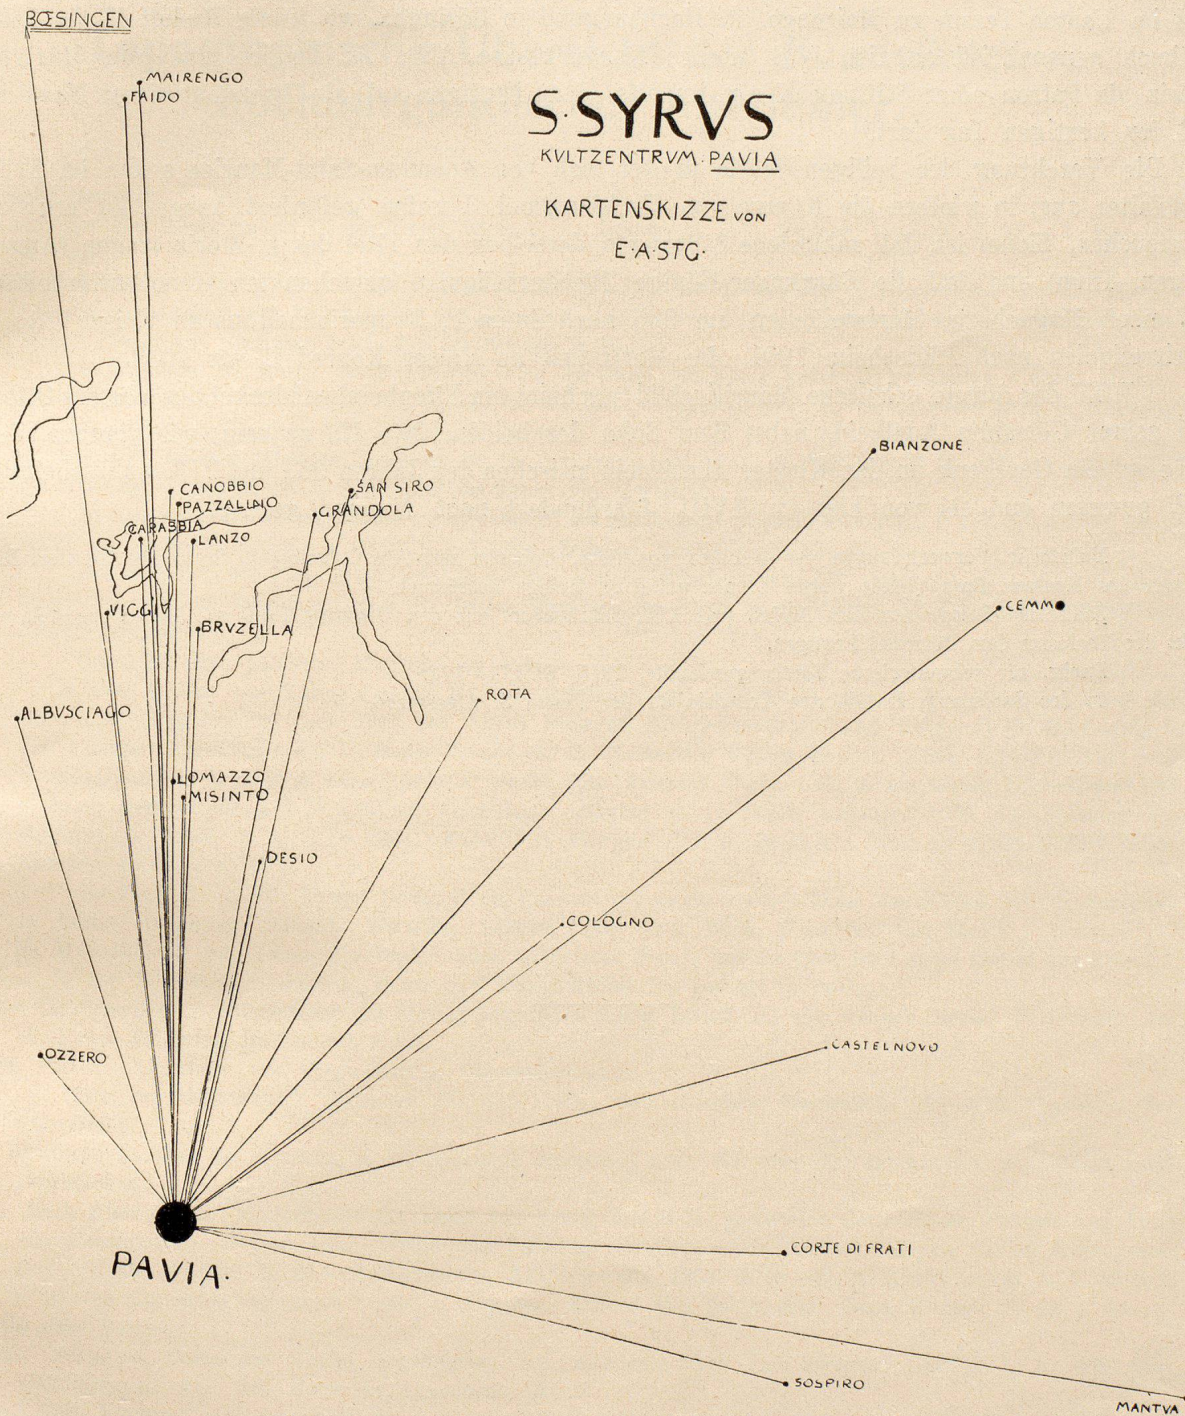 BŒSINGEN
MAIRENGO
FAIDO
S·SYRVS
KVLTZENTRVM·PAVIA
KARTENSKIZZE VON
E·A·STG·
BIANZONE
CANOBBIO
SAN SIRO
PAZZALINO
GRANDOLA
CARABBIA
LANZO
CEMMO
VIGGIV
BRVZELLA
ROTA
ALBVSCIAGO
LOMAZZO
MISINTO
DESIO
COLOGNO
CASTELNOVO
OZZERO
CORTE DI FRATI
PAVIA·
SOSPIRO
MANTVA